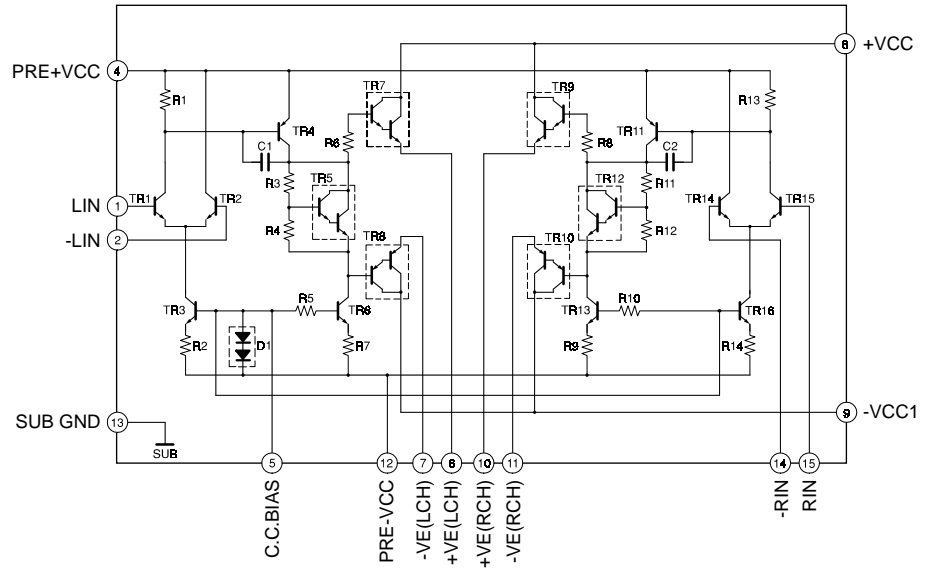 PRE+VCC
4
8
+VCC
R1
TR7
TR9
R13
TR4
TR11
C1
R6
R8
C2
R3
TR5
TR12
R11
LIN
1
TR1
TR2
R4
R12
TR14
TR15
-LIN
2
TR8
TR10
TR3
R5
TR6
TR13
R10
TR16
R2
D1
R7
R9
R14
SUB GND
13
SUB
9
-VCC1
5
12
7
6
10
11
14
15
C.C.BIAS
PRE-VCC
-VE(LCH)
+VE(LCH)
+VE(RCH)
-VE(RCH)
-RIN
RIN